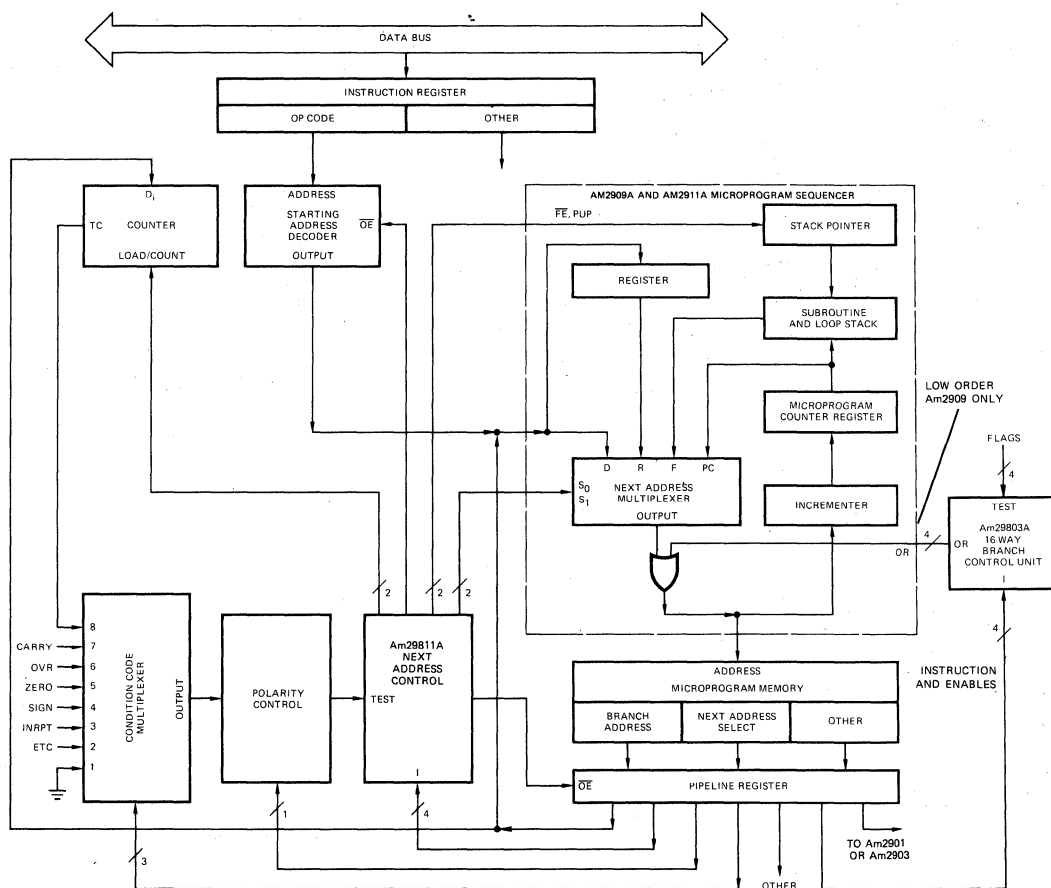 DATA BUS
INSTRUCTION REGISTER
OP CODE
OTHER
D1
TC
COUNTER
LOAD/COUNT
ADDRESS
STARTING
ADDRESS
DECODER
OE
OUTPUT
AM2909A AND AM2911A MICROPROGRAM SEQUENCER
FE, PUP
STACK POINTER
REGISTER
SUBROUTINE
AND LOOP STACK
MICROPROGRAM
COUNTER REGISTER
LOW ORDER
Am2909 ONLY
D R F PC
S0
S1
NEXT ADDRESS
MULTIPLEXER
OUTPUT
INCREMENTER
FLAGS
4
TEST
Am29803A
16-WAY
BRANCH
CONTROL UNIT
OR
I
4
OR
4
INSTRUCTION
AND ENABLES
2
2
2
8
CARRY 7
OVR 6
ZERO 5
SIGN 4
INRPT 3
ETC 2
1
CONDITION CODE
MULTIPLEXER
OUTPUT
POLARITY
CONTROL
Am29811A
NEXT
ADDRESS
CONTROL
TEST
I
ADDRESS
MICROPROGRAM MEMORY
BRANCH
ADDRESS
NEXT ADDRESS
SELECT
OTHER
OE
PIPELINE REGISTER
1
4
3
TO Am2901
OR Am2903
OTHER